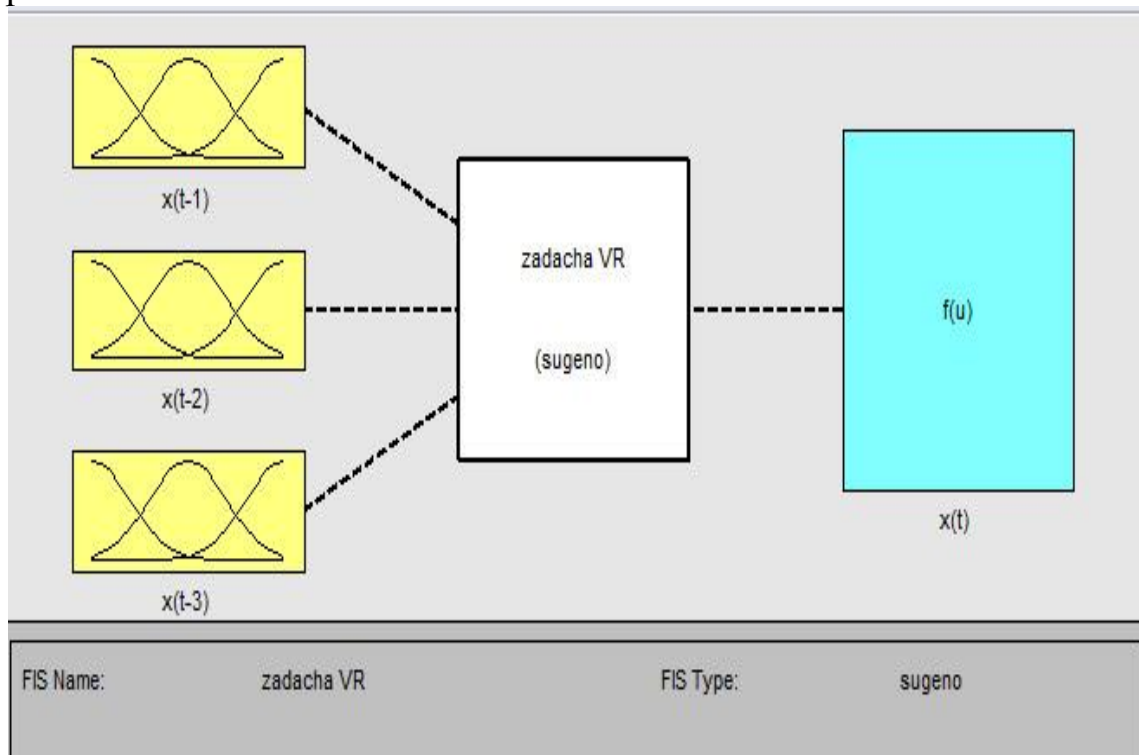 x(t-1)
x(t-2)
x(t-3)
zadacha VR
(sugeno)
f(u)
x(t)
FIS Name: zadacha VR FIS Type: sugeno